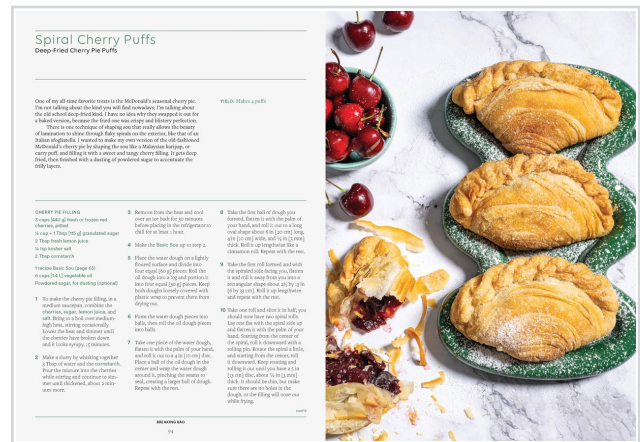 Spiral Cherry Puffs
Deep-Fried Cherry Pie Puffs
One of my all-time favorite treats is the McDonald's seasonal cherry pie.
I'm not talking about the kind you will find nowadays; I'm talking about
the old school deep-fried kind. I have no idea why they swapped it out for
a baked version, because the fried one was crispy and blistery perfection.
There is one technique of shaping sou that really allows the beauty
of lamination to shine through flaky spirals on the exterior, like that of an
Italian sfogliatella. I wanted to make my own version of the old-fashioned
McDonald's cherry pie by shaping the sou like a Malaysian karipap, or
curry puff, and filling it with a sweet and tangy cherry filling. It gets deep
fried, then finished with a dusting of powdered sugar to accentuate the
frilly layers.
YIELD: Makes 4 puffs
CHERRY PIE FILLING
3 cups [440 g] fresh or frozen red
cherries, pitted
½ cup + 1 Tbsp [115 g] granulated sugar
2 Tbsp fresh lemon juice
¼ tsp kosher salt
2 Tbsp cornstarch
1 recipe Basic Sou (page 62)
6 cups [1.4 L] vegetable oil
Powdered sugar, for dusting (optional)
1 To make the cherry pie filling, in a
medium saucepan, combine the
cherries, sugar, lemon juice, and
salt. Bring to a boil over medium-
high heat, stirring occasionally.
Lower the heat and simmer until
the cherries have broken down
and it looks syrupy, 15 minutes.
2 Make a slurry by whisking together
3 Tbsp of water and the cornstarch.
Pour the mixture into the cherries
while stirring and continue to sim-
mer until thickened, about 2 min-
utes more.
3 Remove from the heat and cool
over an ice bath for 30 minutes
before placing in the refrigerator to
chill for at least 1 hour.
4 Make the Basic Sou up to step 2.
5 Place the water dough on a lightly
floured surface and divide into
four equal [60 g] pieces. Roll the
oil dough into a log and portion it
into four equal [30 g] pieces. Keep
both doughs loosely covered with
plastic wrap to prevent them from
drying out.
6 Form the water dough pieces into
balls, then roll the oil dough pieces
into balls.
7 Take one piece of the water dough,
flatten it with the palm of your hand,
and roll it out to a 4 in [10 cm] disc.
Place a ball of the oil dough in the
center and wrap the water dough
around it, pinching the seams to
seal, creating a larger ball of dough.
Repeat with the rest.
8 Take the first ball of dough you
formed, flatten it with the palm of
your hand, and roll it out to a long
oval shape about 8 in [20 cm] long,
4 in [10 cm] wide, and ⅛ in [3 mm]
thick. Roll it up lengthwise like a
cinnamon roll. Repeat with the rest.
9 Take the first roll formed and with
the spiraled side facing you, flatten
it and roll it away from you into a
rectangular shape about 2½ by 11 in
[6 by 28 cm]. Roll it up lengthwise
and repeat with the rest.
10 Take one roll and slice it in half; you
should now have two spiral rolls.
Lay one the with the spiral side up
and flatten it with the palm of your
hand. Starting from the center of
the spiral, roll it downward with a
rolling pin. Rotate the spiral a little,
and starting from the center, roll
it downward. Keep rotating and
rolling it out until you have a 5 in
[13 cm] disc, about ⅛ in [3 mm]
thick. It should be thin, but make
sure there are no holes in the
dough, or the filling will ooze out
while frying.
cont'd
BREAKING BAO
94